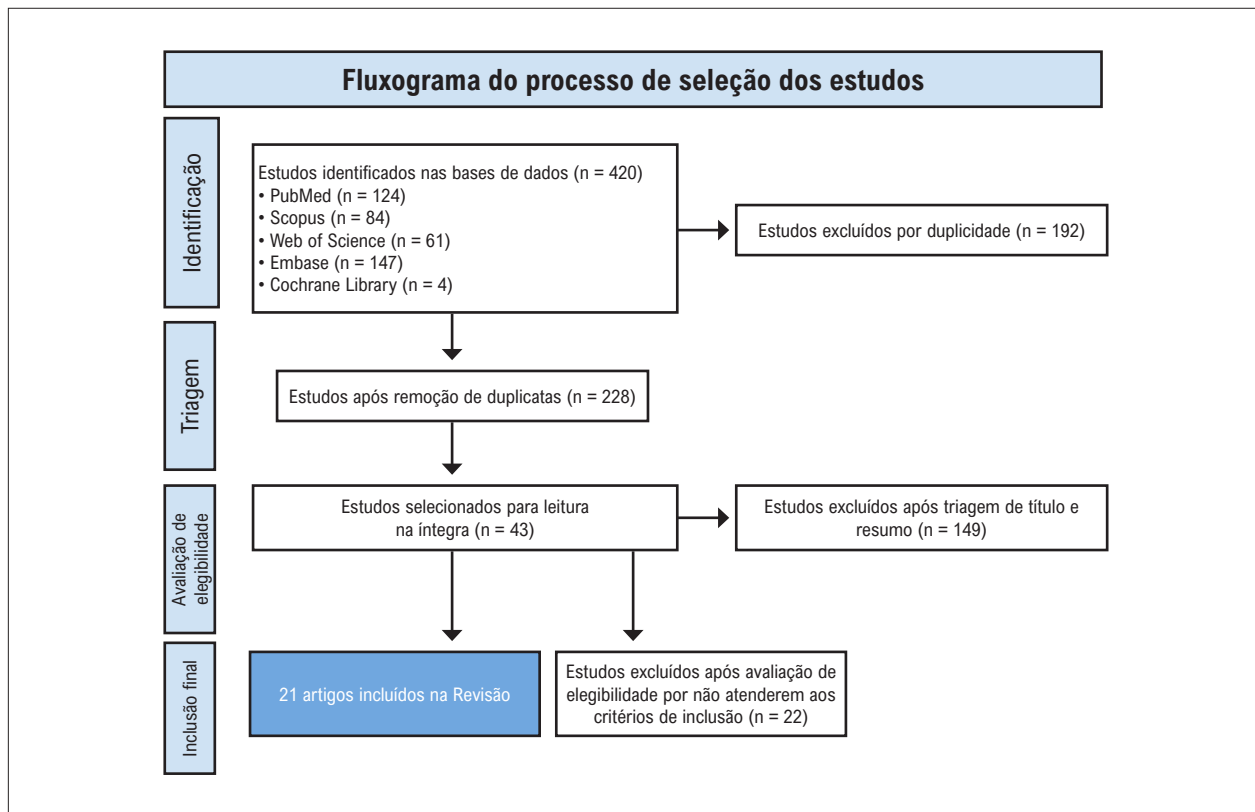 Fluxograma do processo de seleção dos estudos
Identificação
Estudos identificados nas bases de dados (n = 420)
• PubMed (n = 124)
• Scopus (n = 84)
• Web of Science (n = 61)
• Embase (n = 147)
• Cochrane Library (n = 4)
Estudos excluídos por duplicidade (n = 192)
Triagem
Estudos após remoção de duplicatas (n = 228)
Avaliação de
elegibilidade
Estudos selecionados para leitura
na íntegra (n = 43)
Estudos excluídos após triagem de título e
resumo (n = 149)
Inclusão final
21 artigos incluídos na Revisão
Estudos excluídos após avaliação de
elegibilidade por não atenderem aos
critérios de inclusão (n = 22)